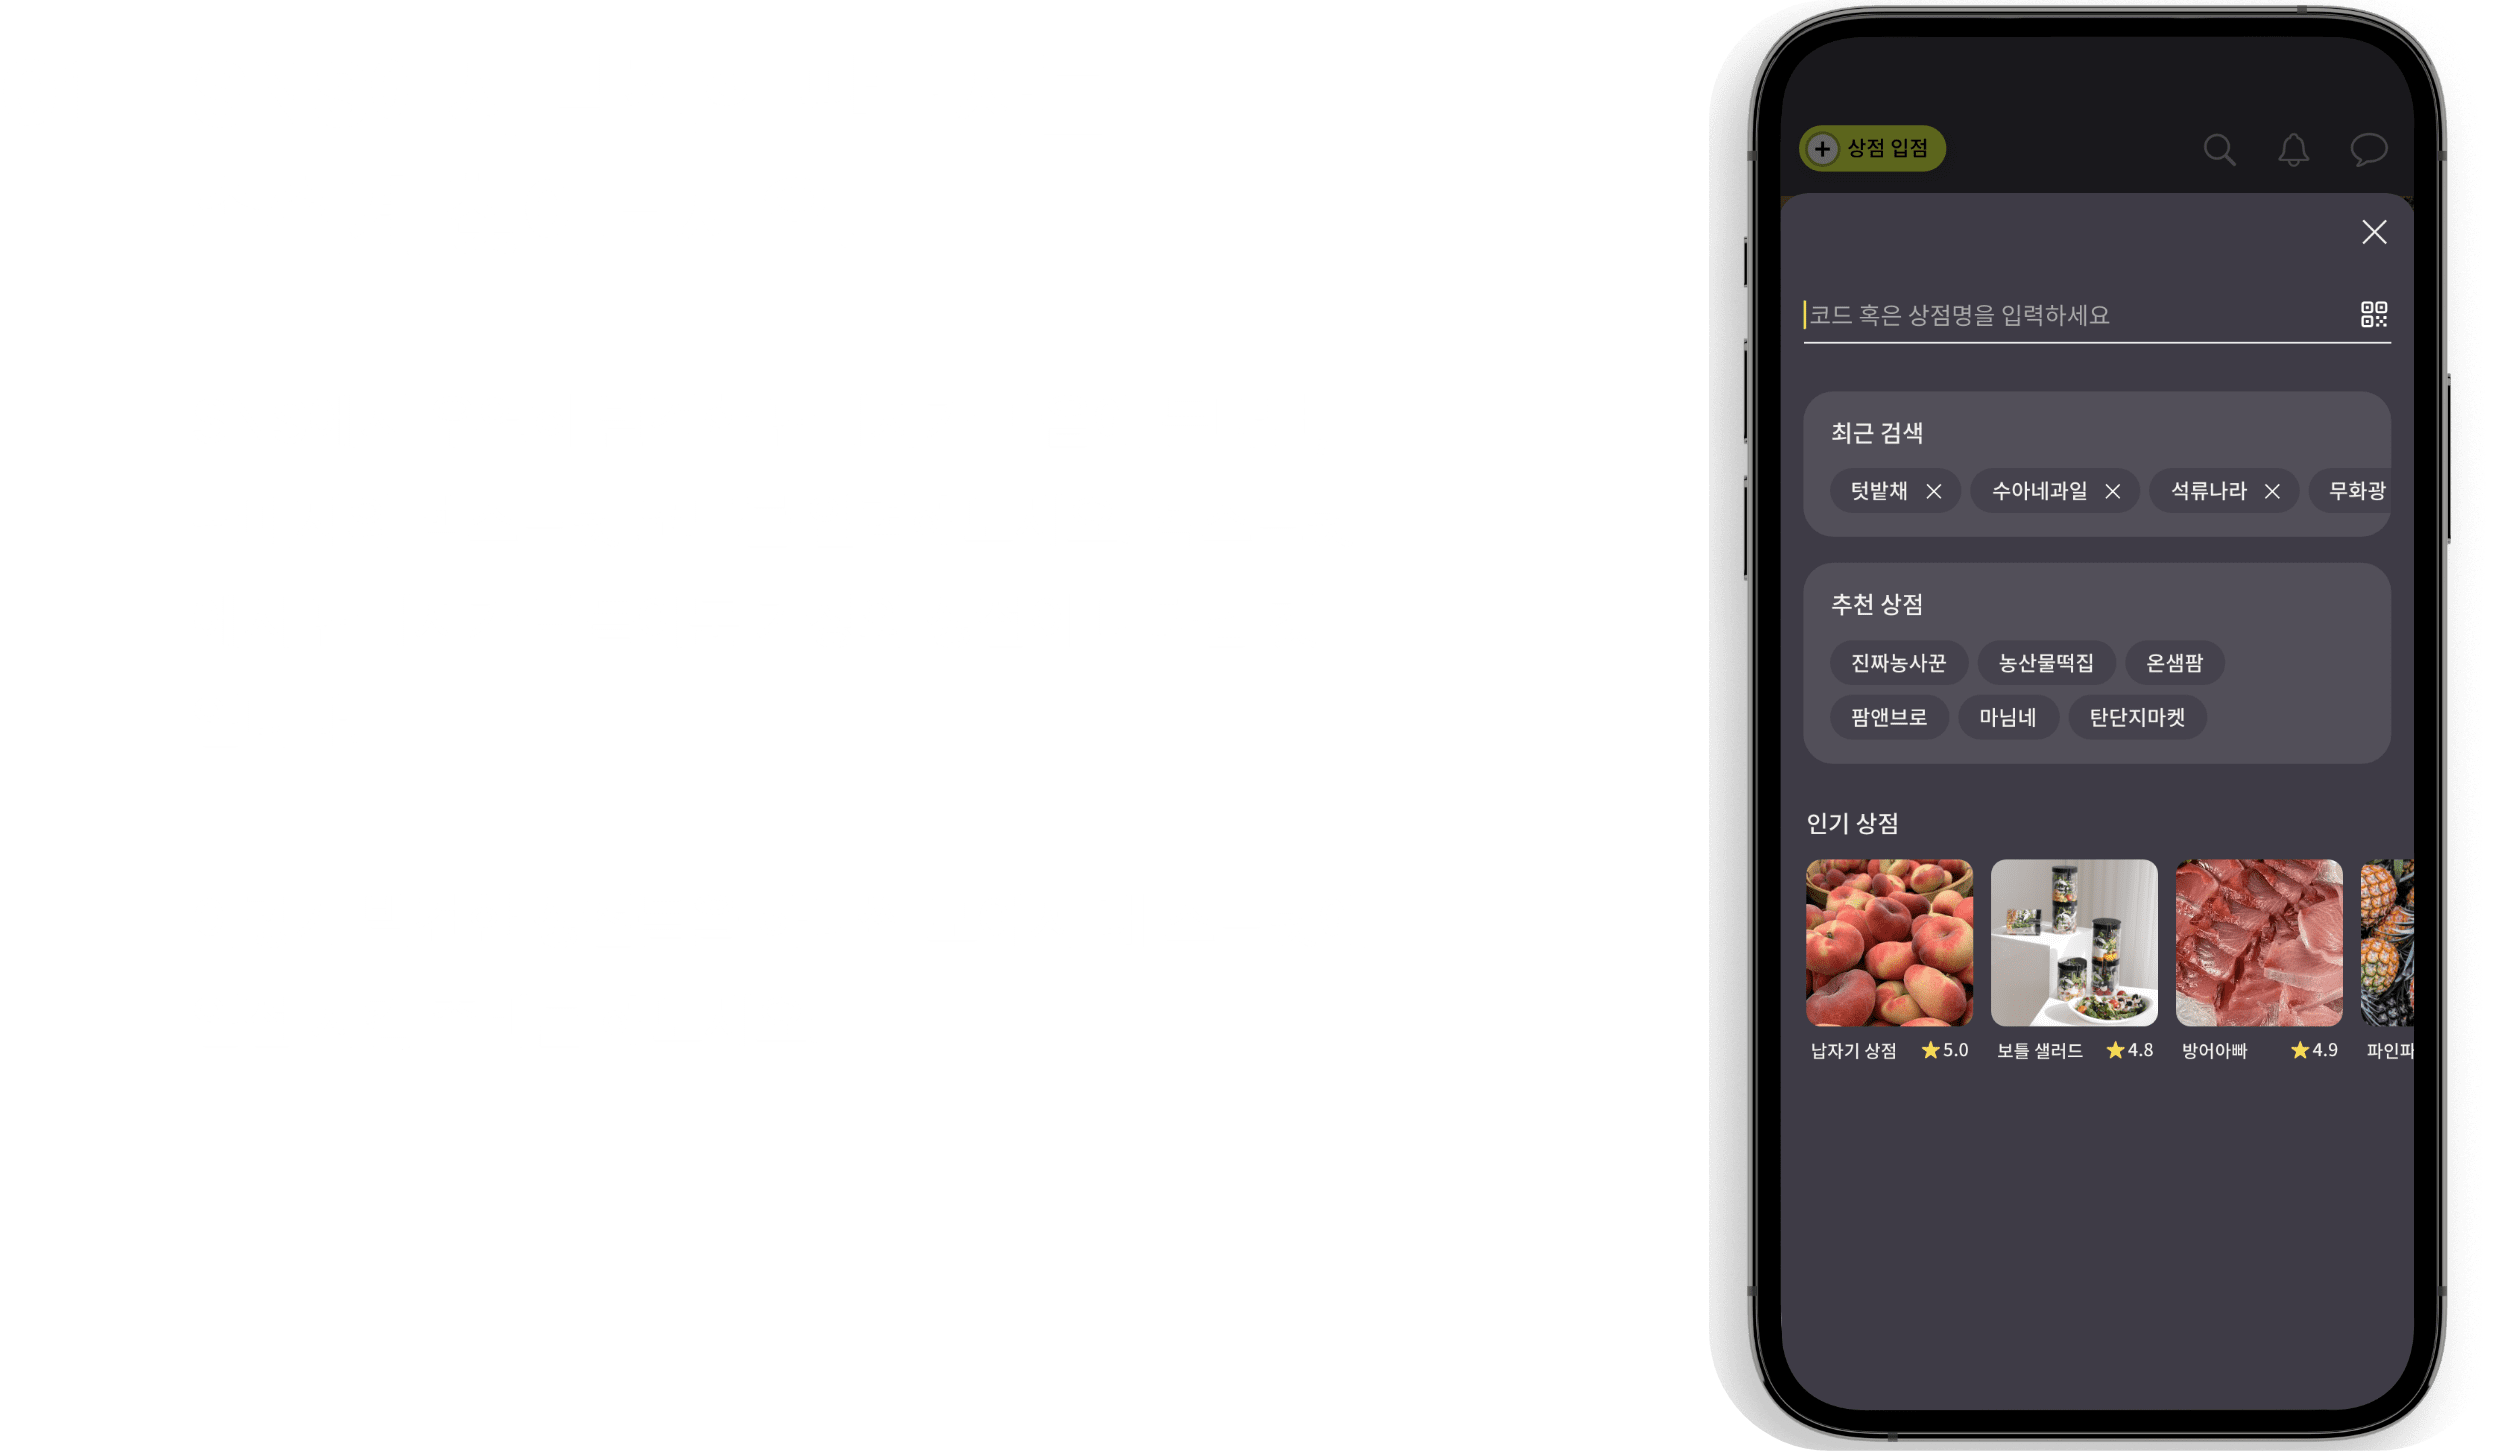 상점 입점
코드 혹은 상점명을 입력하세요
최근 검색
텃밭채 수아네과일 석류나라 무화광
추천 상점
진짜농사꾼 농산물떡집 온샘팜
팜앤브로 마님네 탄단지마켓
인기 상점
납자기 상점 5.0 보틀 샐러드 4.8 방어아빠 4.9 파인파